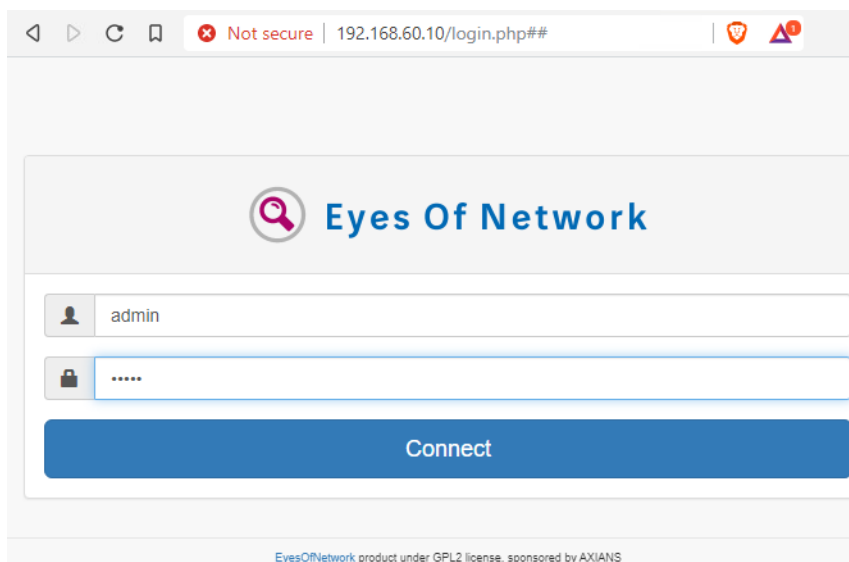 Not secure | 192.168.60.10/login.php##
1
Eyes Of Network
admin
•••••
Connect
EyesOfNetwork product under GPL2 license, sponsored by AXIANS